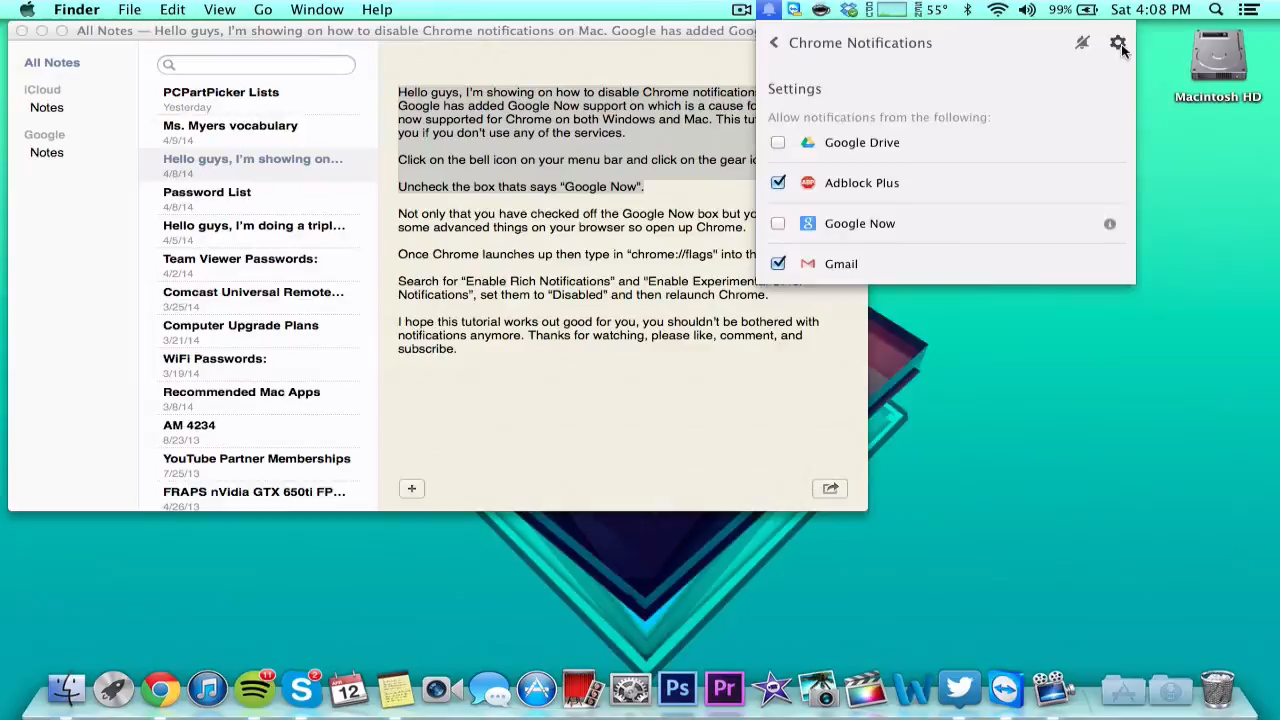 Finder File Edit View Go Window Help 55° 99% Sat 4:08 PM
All Notes — Hello guys, I'm showing on how to disable Chrome notifications on Mac. Google has added Goo
Chrome Notifications
Settings
Allow notifications from the following:
Google Drive
Adblock Plus
Google Now
Gmail
Macintosh HD
All Notes
iCloud
Notes
Google
Notes
PCPartPicker Lists
Yesterday
Ms. Myers vocabulary
4/9/14
Hello guys, I'm showing on...
4/8/14
Password List
4/8/14
Hello guys, I'm doing a tripl...
4/5/14
Team Viewer Passwords:
4/2/14
Comcast Universal Remote...
3/25/14
Computer Upgrade Plans
3/21/14
WiFi Passwords:
3/19/14
Recommended Mac Apps
3/8/14
AM 4234
8/23/13
YouTube Partner Memberships
7/25/13
FRAPS nVidia GTX 650ti FP...
4/26/13
Hello guys, I'm showing on how to disable Chrome notifications
Google has added Google Now support on which is a cause fo
now supported for Chrome on both Windows and Mac. This tu
you if you don't use any of the services.
Click on the bell icon on your menu bar and click on the gear ic
Uncheck the box thats says "Google Now".
Not only that you have checked off the Google Now box but yo
some advanced things on your browser so open up Chrome.
Once Chrome launches up then type in "chrome://flags" into th
Search for "Enable Rich Notifications" and "Enable Experim
Notifications", set them to "Disabled" and then relaunch Chrome.
I hope this tutorial works out good for you, you shouldn't be bothered with
notifications anymore. Thanks for watching, please like, comment, and
subscribe.
11
2
APR
12
Ps
Pr
W